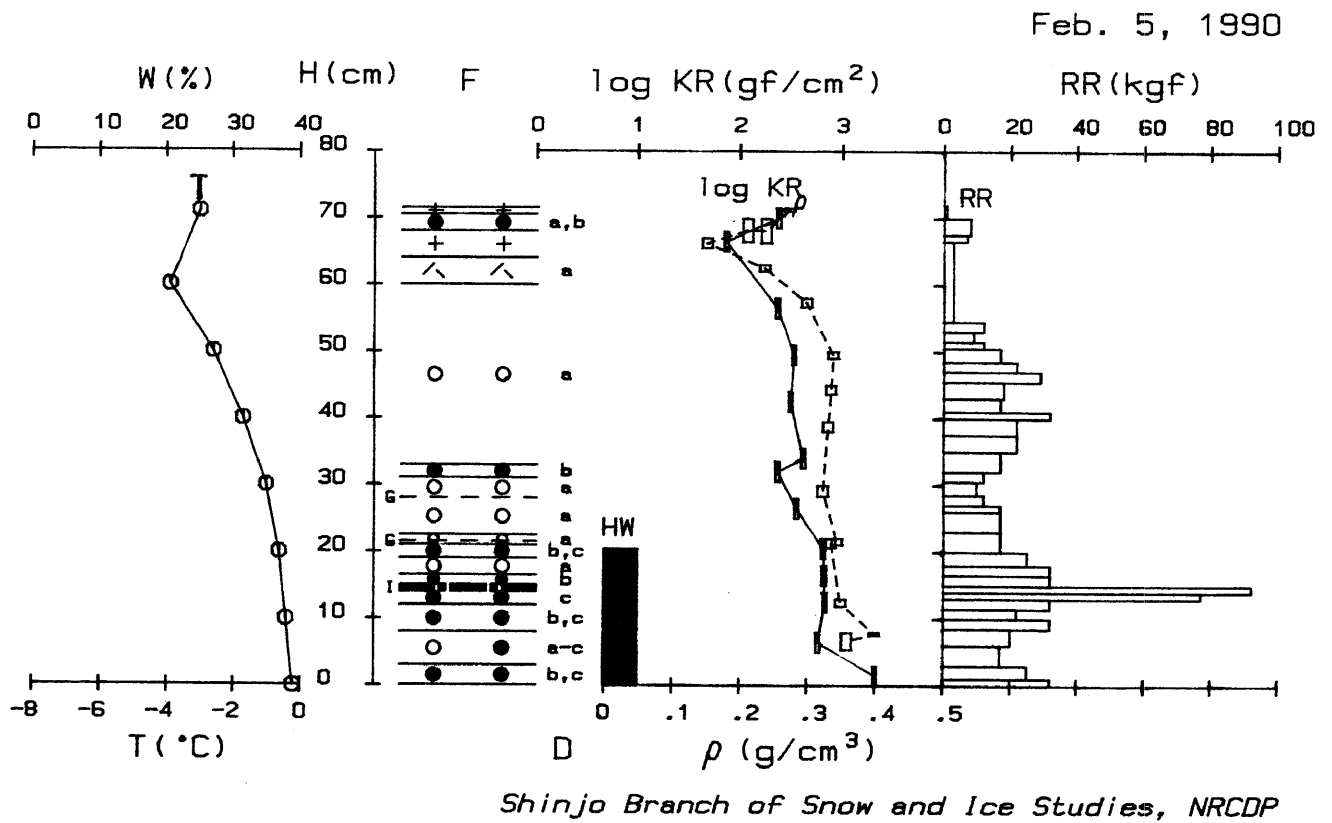 Feb. 5, 1990
W(%) H(cm) F log KR(gf/cm²) RR(kgf)
0 20 30 40 0 1 2 3 0 20 40 60 80 100
80
T log KR ρ RR
70
a,b
60 a
50
a
40
b
30 a
G
a
HW
G a
20 b,c
a
b
I
c
10 b,c
a-c
0 b,c
-8 -6 -4 -2 0 0 .1 .2 .3 .4 .5
T(°C) D ρ (g/cm³)
Shinjo Branch of Snow and Ice Studies, NRCDP